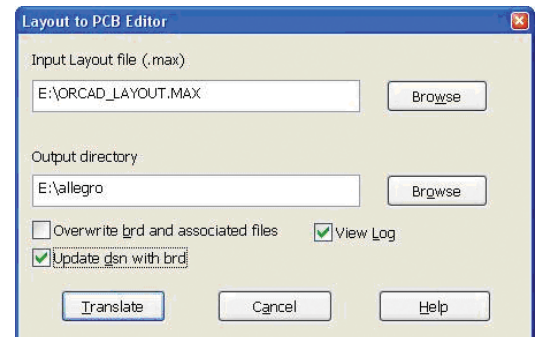 Layout to PCB Editor
Input Layout file (.max)
E:\ORCAD_LAYOUT.MAX
Browse
Output directory
E:\allegro
Browse
Overwrite brd and associated files
View Log
Update dsn with brd
Translate
Cancel
Help